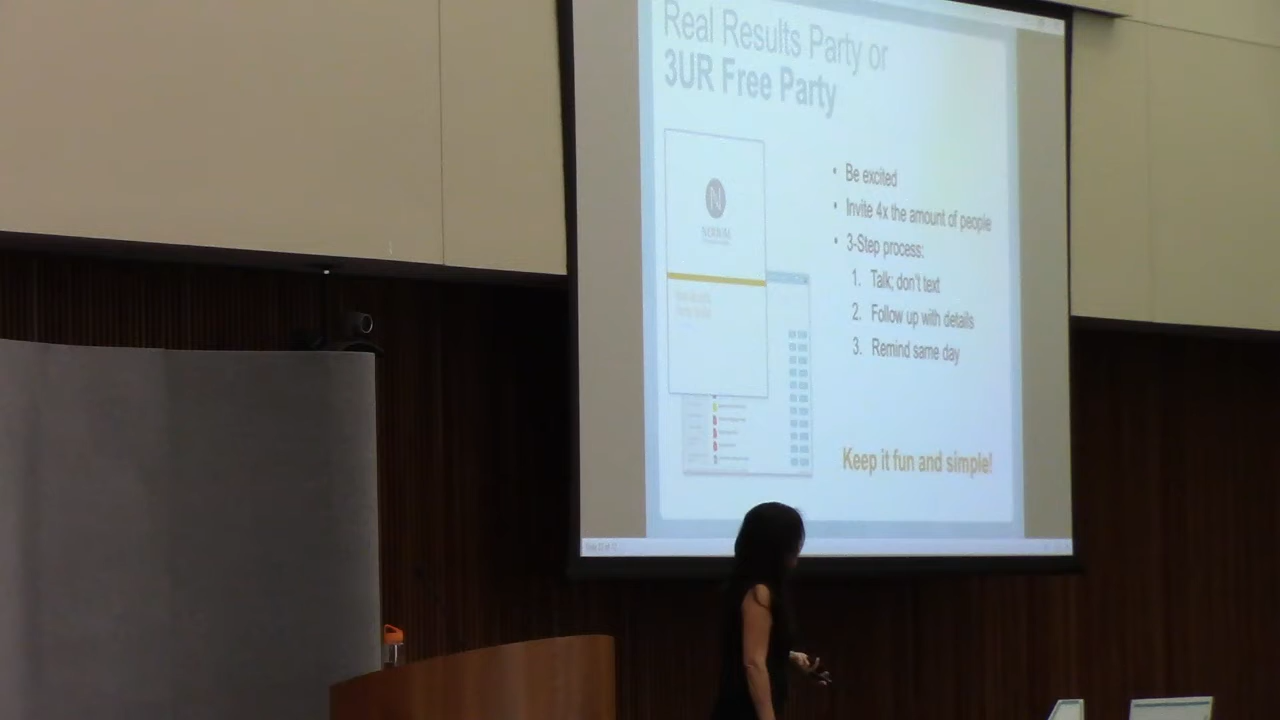 Real Results Party or
3UR Free Party
N
NERIUM
• Be excited
• Invite 4x the amount of people
• 3-Step process:
1. Talk; don't text
2. Follow up with details
3. Remind same day
Keep it fun and simple!